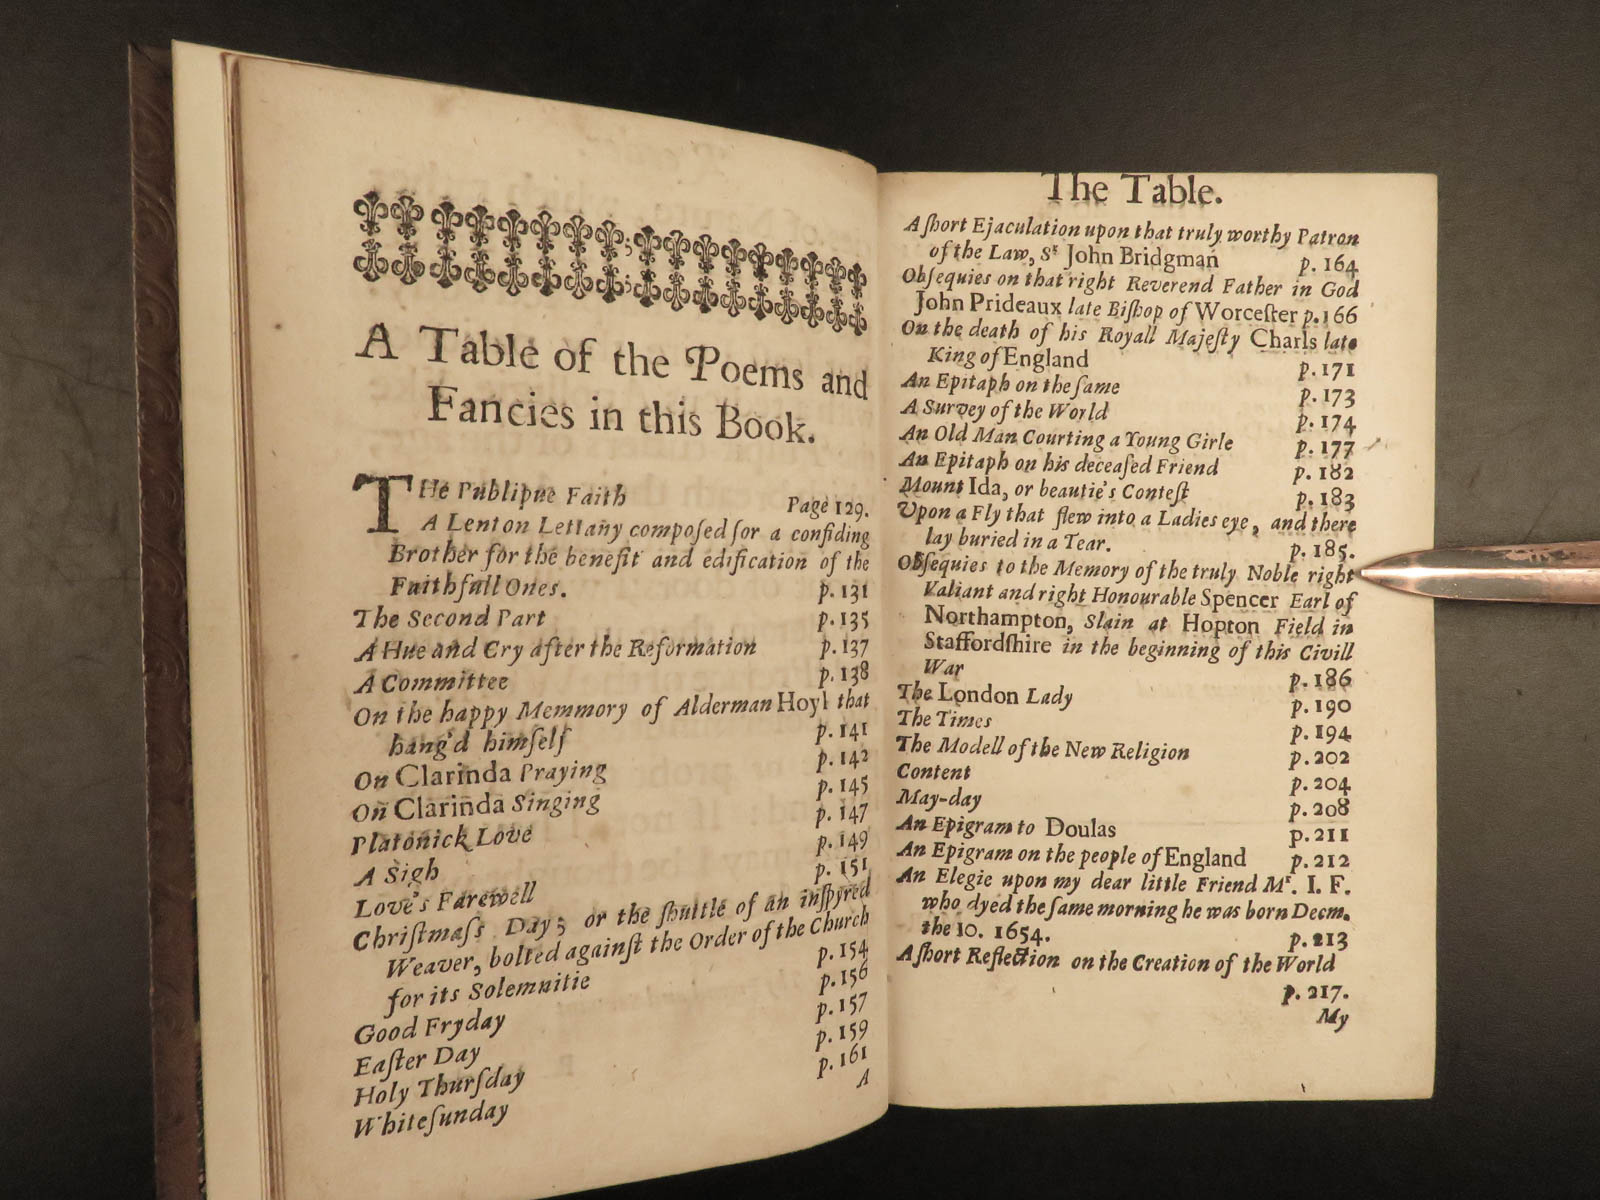 A Table of the Poems and
Fancies in this Book.
THe Publique Faith Page 129.
A Lenton Lettany composed for a confiding
Brother for the benefit and edification of the
Faithfull Ones. p. 131
The Second Part p. 135
A Hue and Cry after the Reformation p. 137
A Committee p. 138
On the happy Memmory of Alderman Hoyl that
hang'd himſelf p. 141
On Clarinda Praying p. 142
On Clarinda Singing p. 145
Platonick Love p. 147
A Sigh p. 149
Love's Farewell p. 151
Chriſtmaſs Day; or the ſhuttle of an inſpyred
Weaver, bolted againſt the Order of the Church
for its Solemnitie p. 154
Good Fryday p. 156
Eaſter Day p. 157
Holy Thurſday p. 159
Whiteſunday p. 161
A
The Table.
A ſhort Ejaculation upon that truly worthy Patron
of the Law, Sr John Bridgman p. 164
Obſequies on that right Reverend Father in God
John Prideaux late Biſhop of Worceſter p. 166
On the death of his Royall Majeſty Charls late
King of England p. 171
An Epitaph on the ſame p. 173
A Survey of the World p. 174
An Old Man Courting a Young Girle p. 177
An Epitaph on his deceaſed Friend p. 182
Mount Ida, or beautie's Conteſt p. 183
Upon a Fly that flew into a Ladies eye, and there
lay buried in a Tear. p. 185.
Obſequies to the Memory of the truly Noble right
Valiant and right Honourable Spencer Earl of
Northampton, Slain at Hopton Field in
Staffordſhire in the beginning of this Civill
War p. 186
The London Lady p. 190
The Times p. 194
The Modell of the New Religion p. 202
Content p. 204
May-day p. 208
An Epigram to Doulas p. 211
An Epigram on the people of England p. 212
An Elegie upon my dear little Friend Mr. I. F.
who dyed the ſame morning he was born Decm.
the 10. 1654. p. 213
A ſhort Reflection on the Creation of the World
p. 217.
My